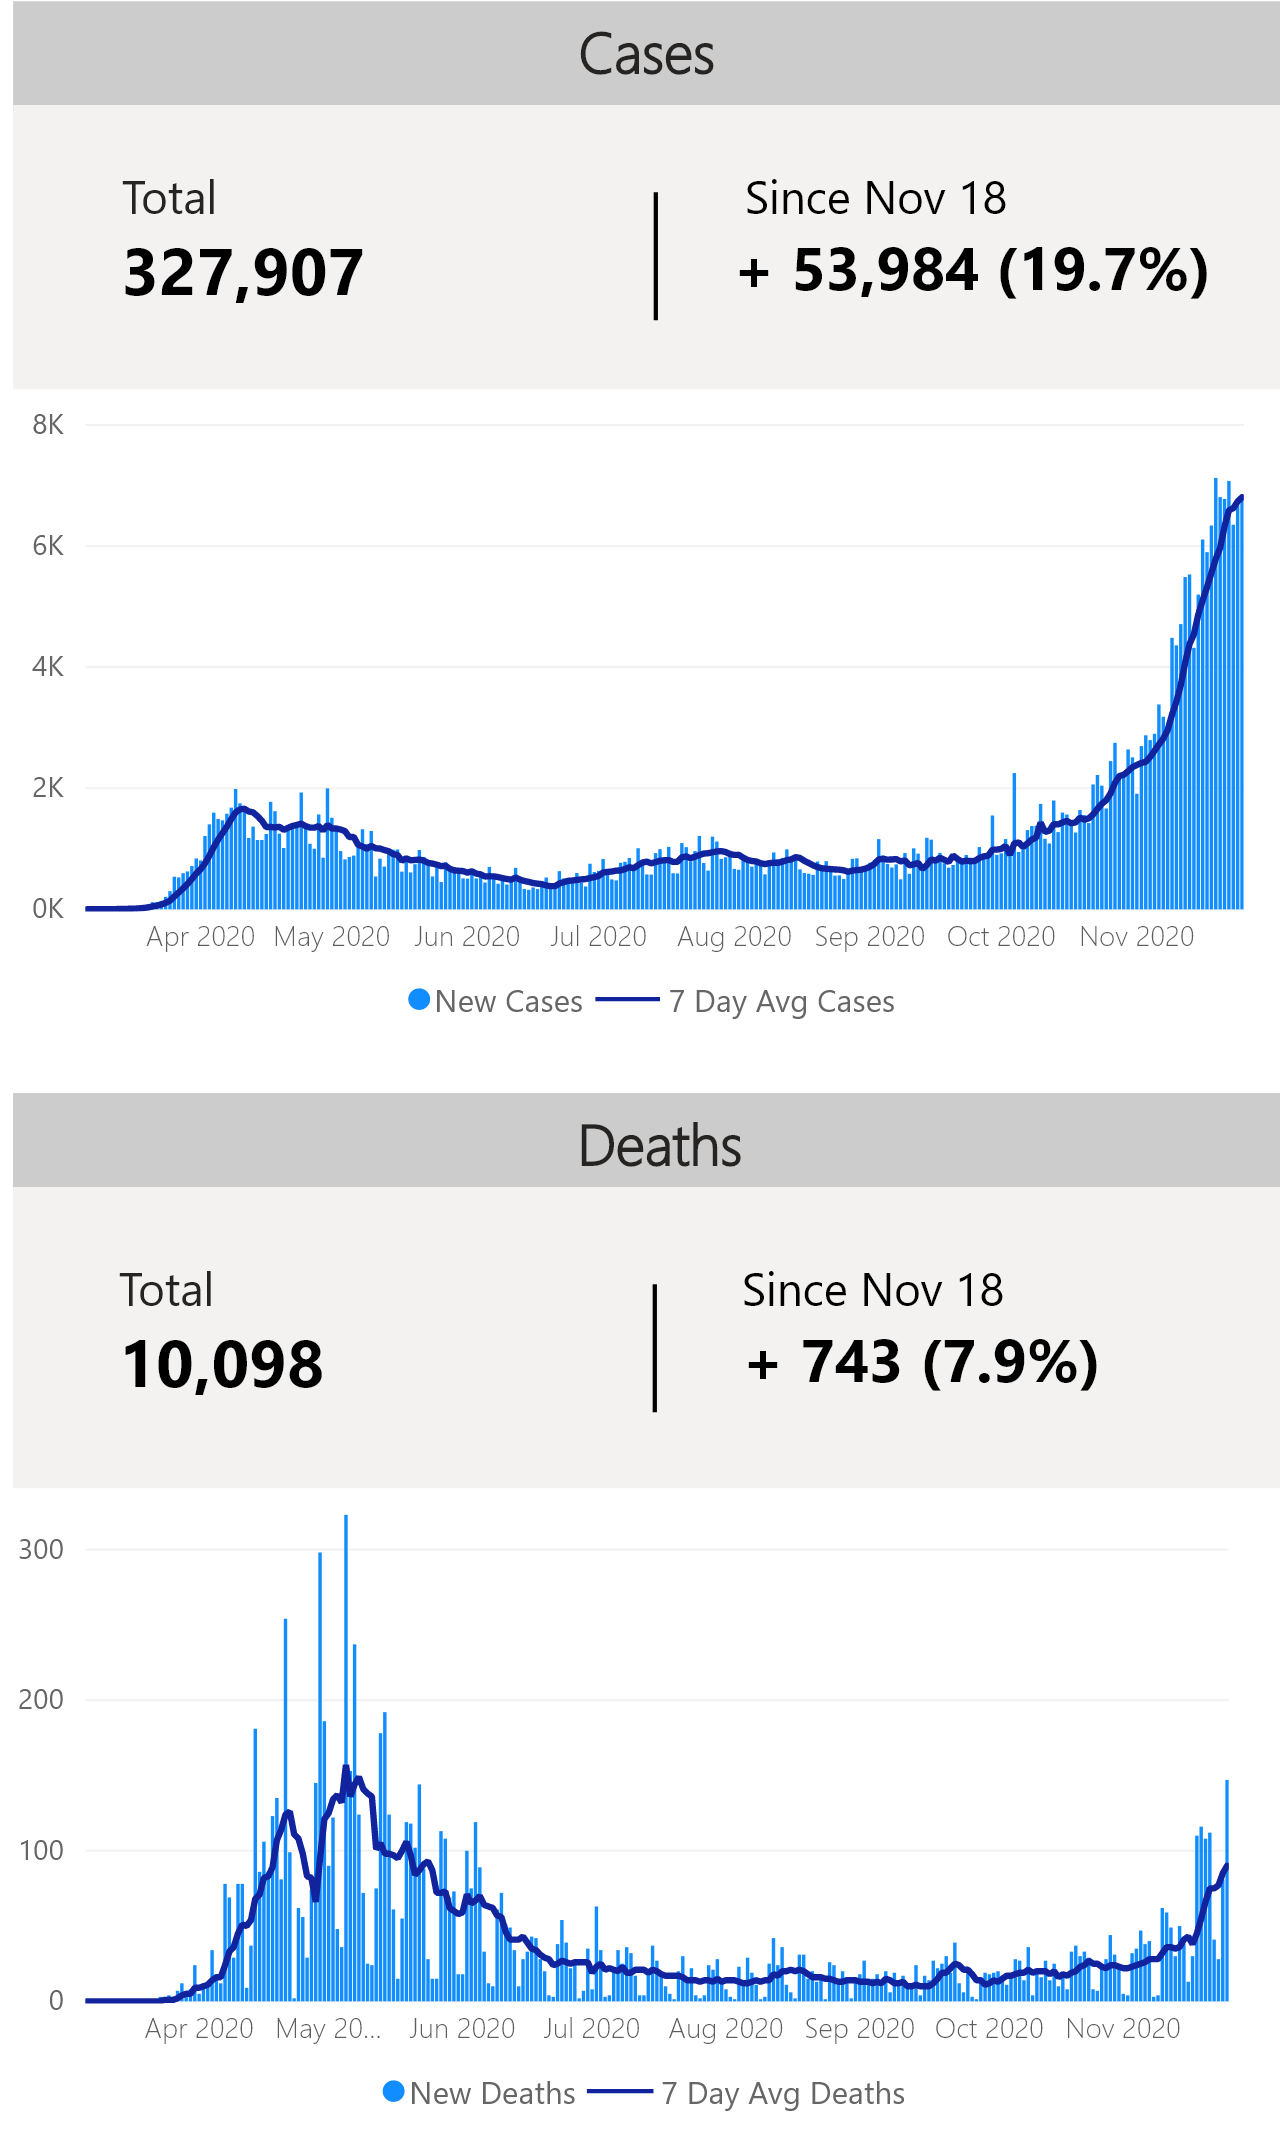 Cases
Total
327,907
Since Nov 18
+ 53,984 (19.7%)
8K
6K
4K
2K
0K
Apr 2020 May 2020 Jun 2020 Jul 2020 Aug 2020 Sep 2020 Oct 2020 Nov 2020
New Cases 7 Day Avg Cases
Deaths
Total
10,098
Since Nov 18
+ 743 (7.9%)
300
200
100
0
Apr 2020 May 20... Jun 2020 Jul 2020 Aug 2020 Sep 2020 Oct 2020 Nov 2020
New Deaths 7 Day Avg Deaths